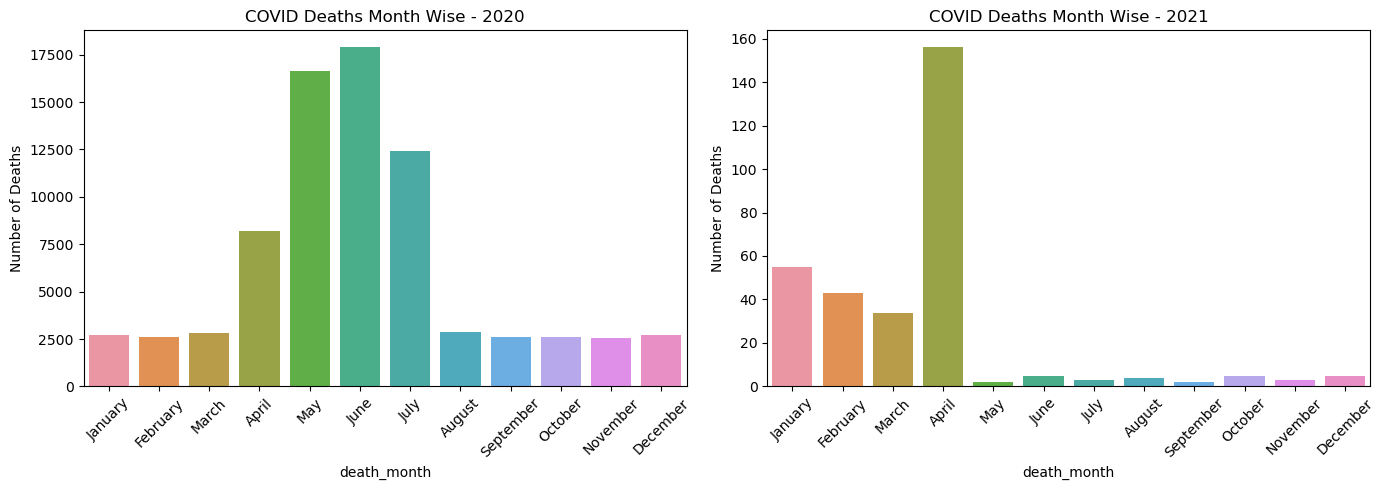 COVID Deaths Month Wise - 2020
Number of Deaths
17500
15000
12500
10000
7500
5000
2500
0
January
February
March
April
May
June
July
August
September
October
November
December
death_month
COVID Deaths Month Wise - 2021
Number of Deaths
160
140
120
100
80
60
40
20
0
January
February
March
April
May
June
July
August
September
October
November
December
death_month